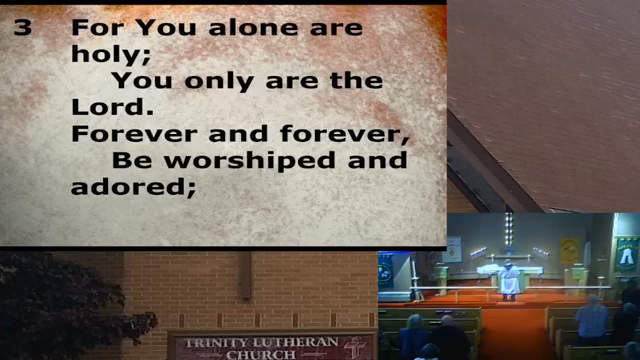 3 For You alone are
holy;
You only are the
Lord.
Forever and forever,
Be worshiped and
adored;
TRINITY LUTHERAN
CHURCH